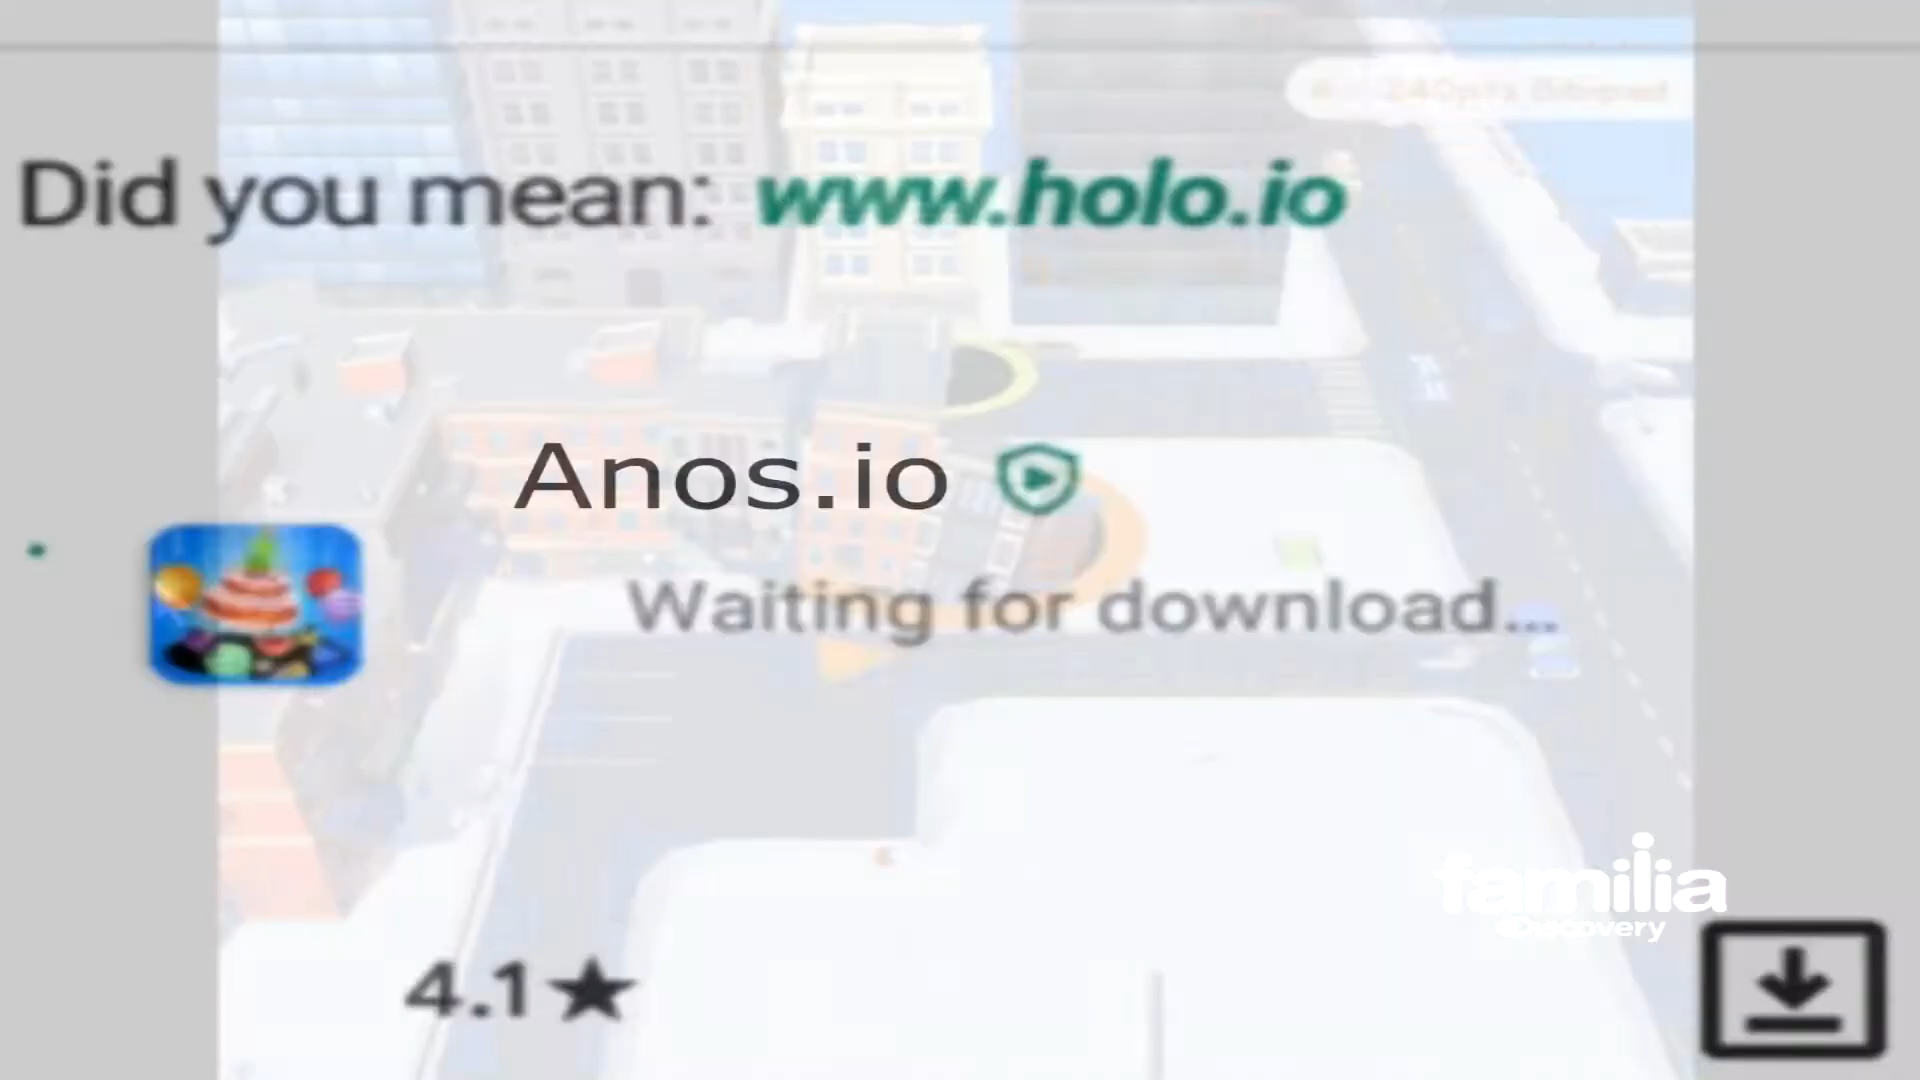 Did you mean: www.holo.io
Anos.io
Waiting for download...
familia
Discovery
4.1★